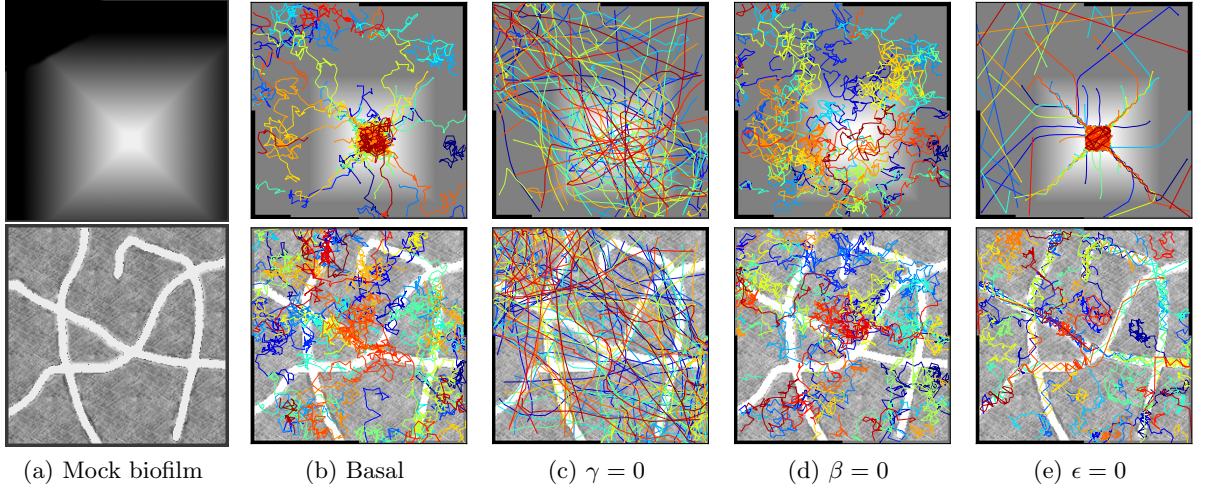 (a) Mock biofilm
(b) Basal
(c) γ = 0
(d) β = 0
(e) ϵ = 0